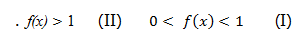 . f(x) > 1 (II) 0 < f(x) < 1 (I)